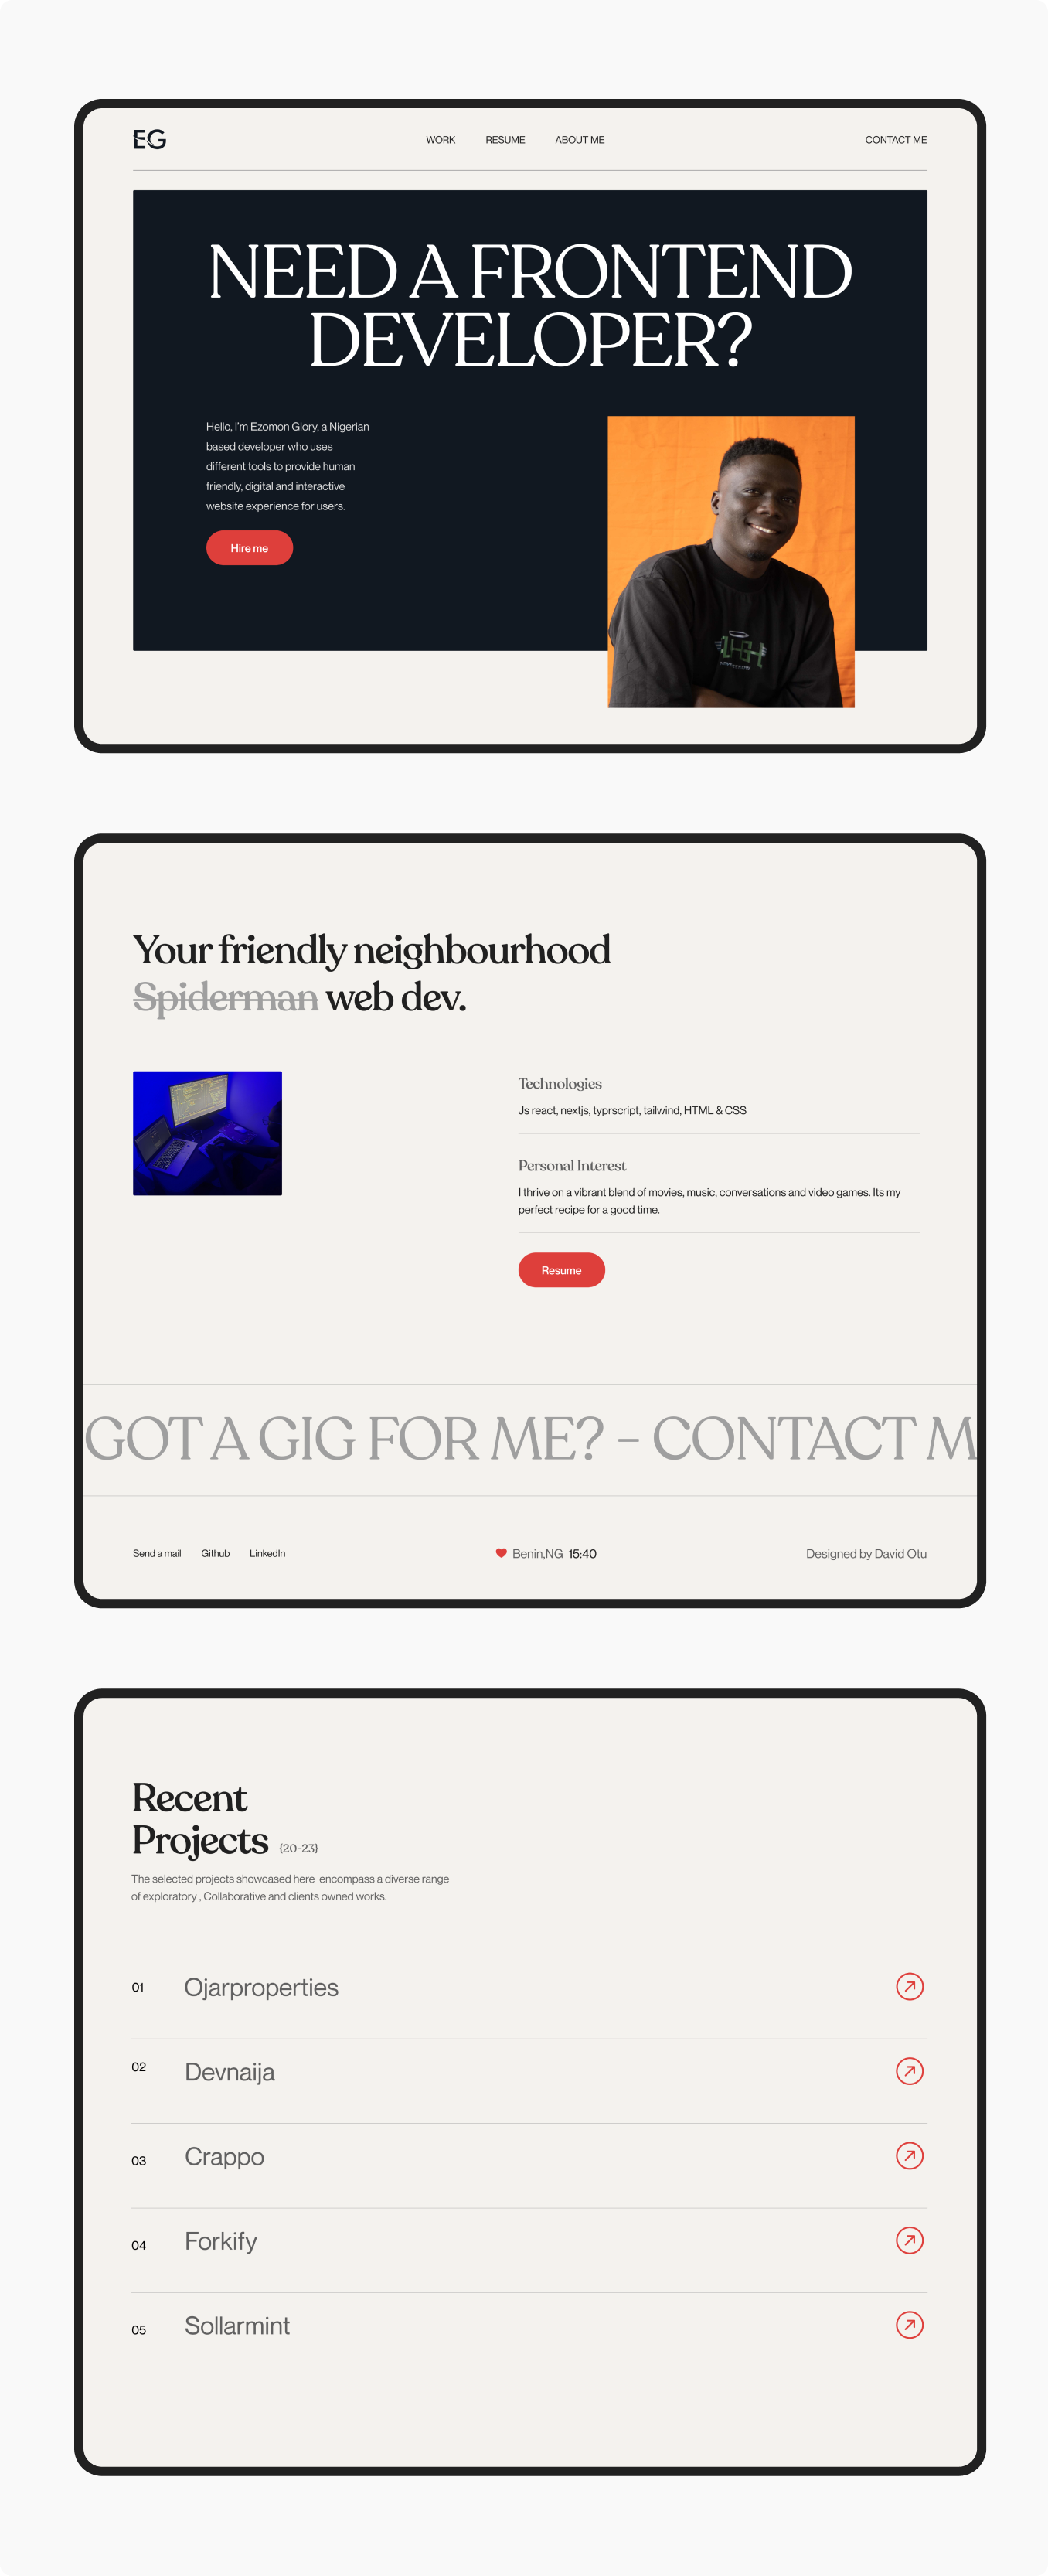 EG
WORK RESUME ABOUT ME CONTACT ME
NEED A FRONTEND
DEVELOPER?
Hello, I'm Ezomon Glory, a Nigerian
based developer who uses
different tools to provide human
friendly, digital and interactive
website experience for users.
Hire me
Your friendly neighbourhood
Spiderman web dev.
Technologies
Js react, nextjs, typrscript, tailwind, HTML & CSS
Personal Interest
I thrive on a vibrant blend of movies, music, conversations and video games. Its my
perfect recipe for a good time.
Resume
GOT A GIG FOR ME? – CONTACT M
Send a mail Github LinkedIn
Benin,NG 15:40
Designed by David Otu
Recent
Projects (20-23)
The selected projects showcased here encompass a diverse range
of exploratory , Collaborative and clients owned works.
01 Ojarproperties
02 Devnaija
03 Crappo
04 Forkify
05 Sollarmint